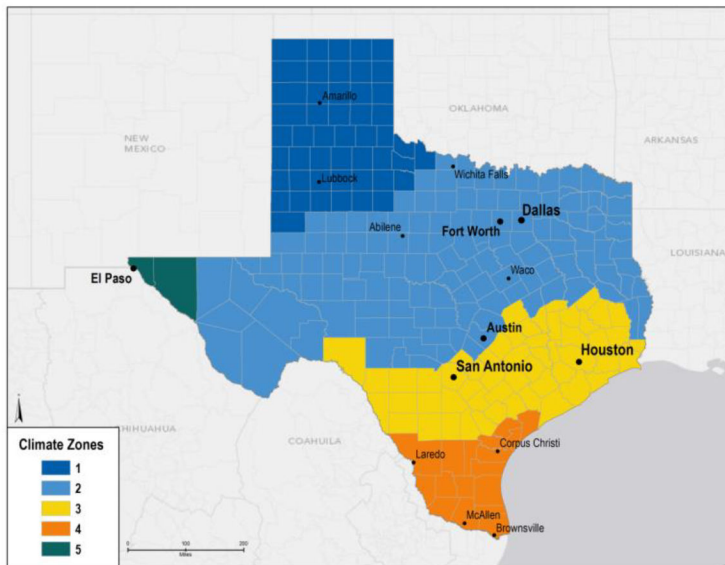 Amarillo
OKLAHOMA
NEW
MEXICO
ARKANSAS
Lubbock
Wichita Falls
Dallas
Fort Worth
Abilene
LOUISIANA
El Paso
Waco
Austin
Houston
San Antonio
CHIHUAHUA
COAHUILA
Corpus Christi
Laredo
McAllen
Brownsville
Climate Zones
1
2
3
4
5
0 100 200
Miles